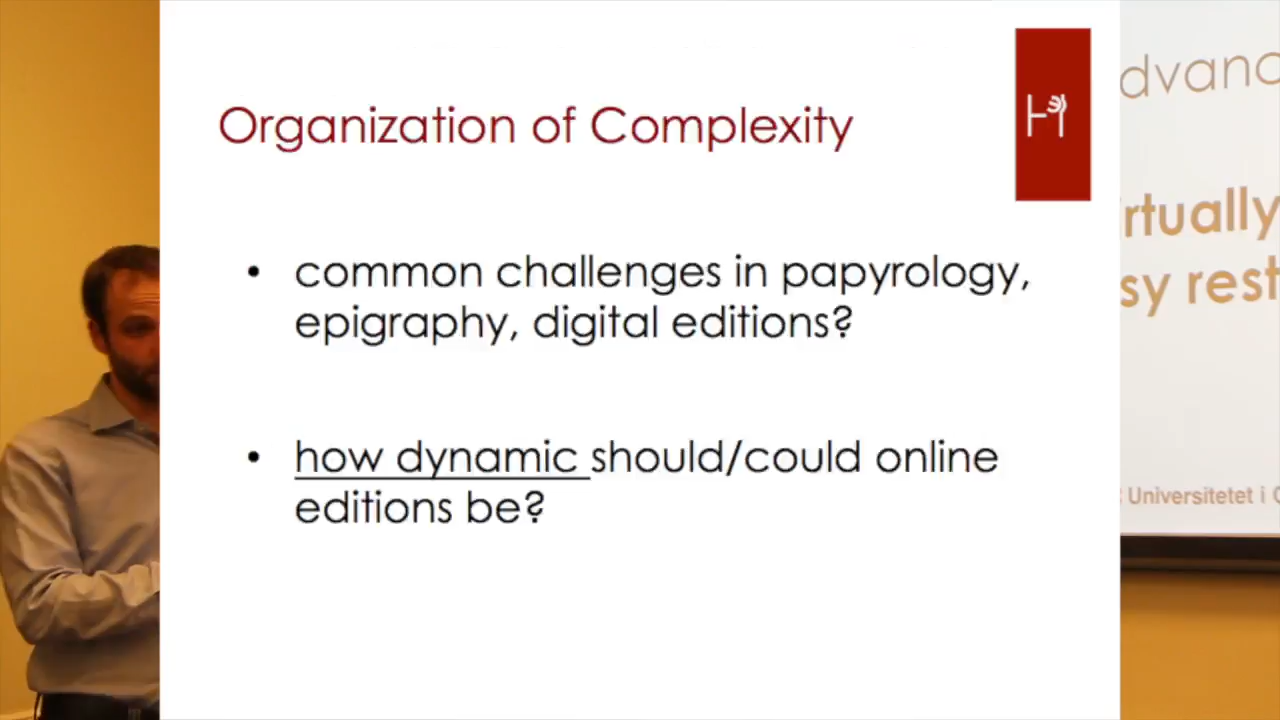 Organization of Complexity
• common challenges in papyrology,
epigraphy, digital editions?
• how dynamic should/could online
editions be?
dvanc
rtually
sy rest
Universitetet i